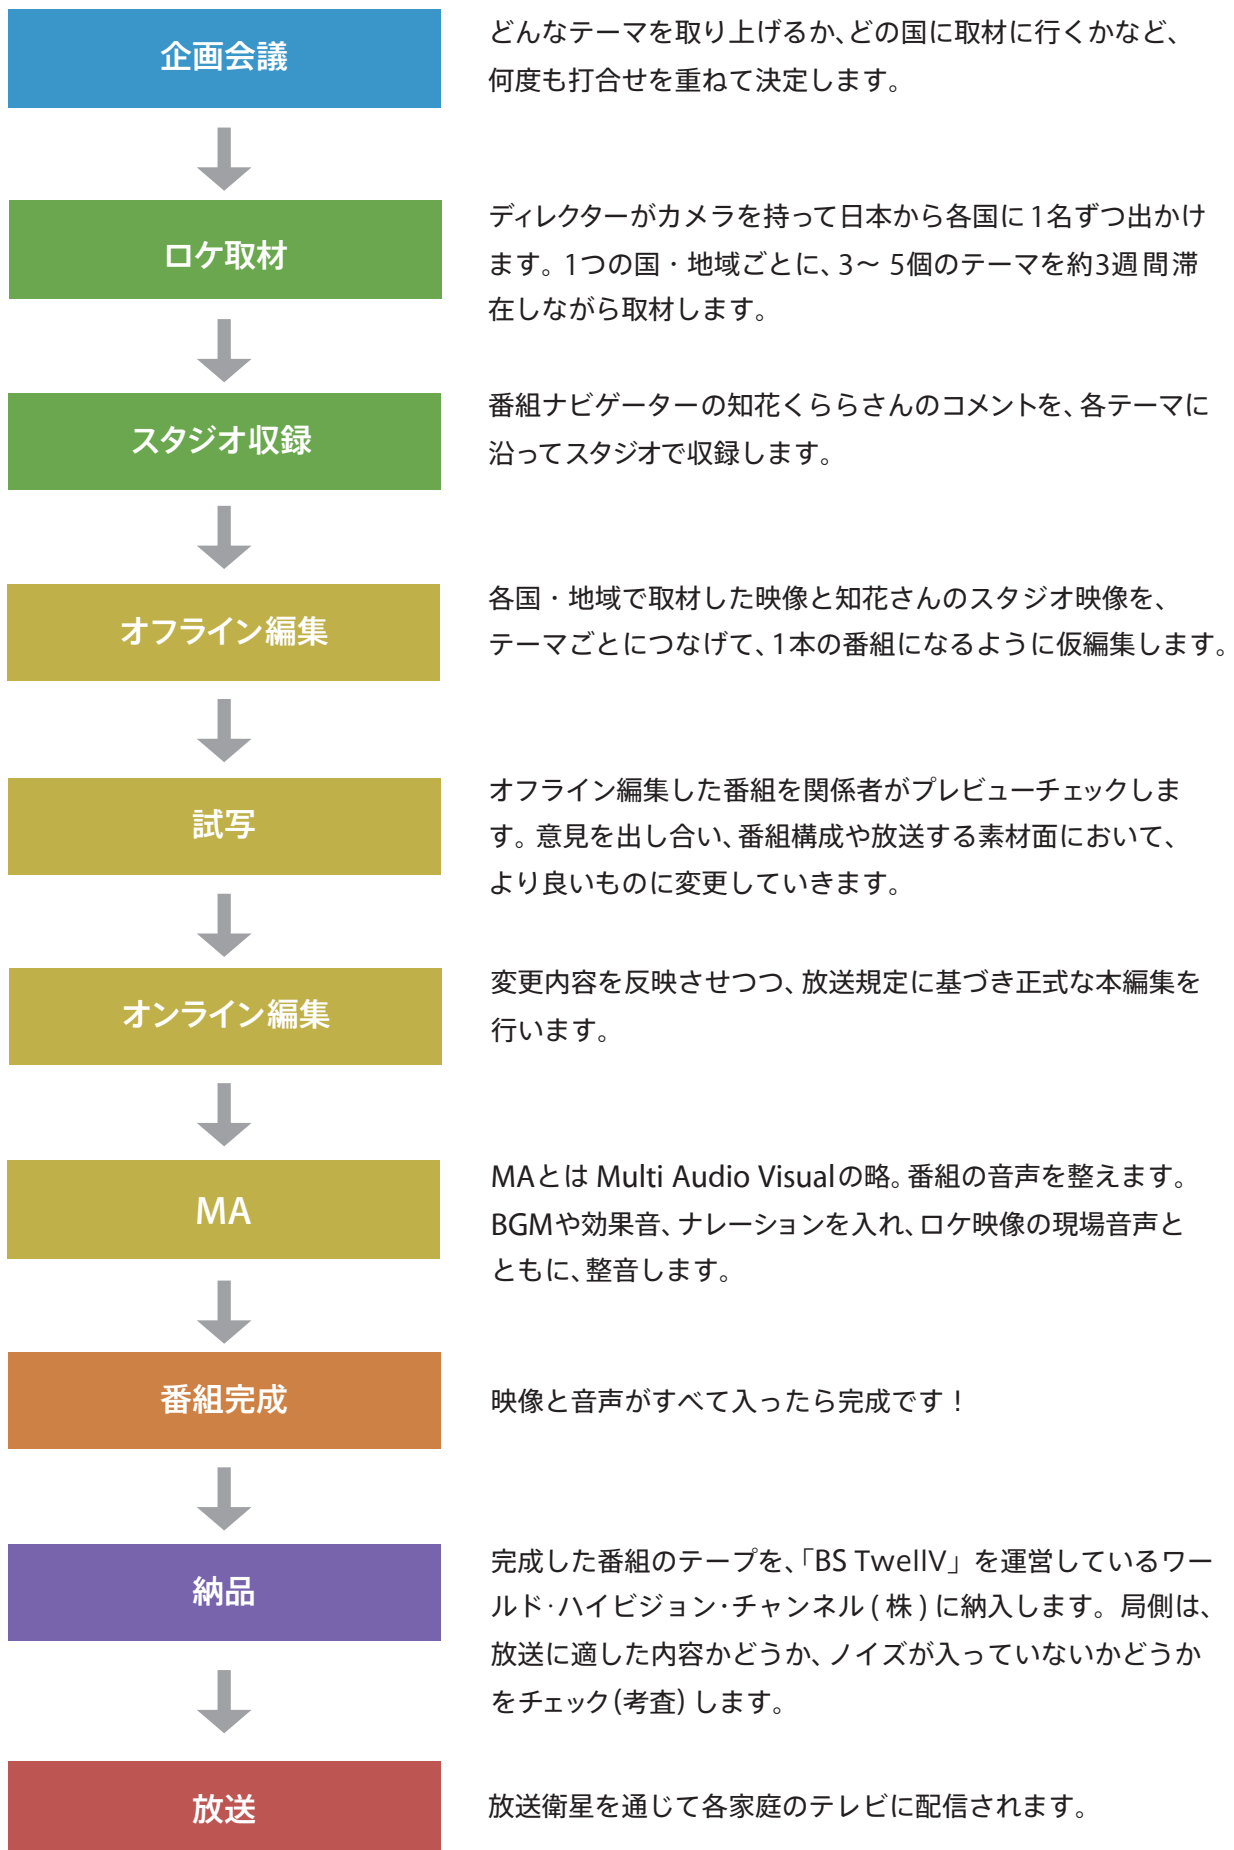 企画会議
どんなテーマを取り上げるか、どの国に取材に行くかなど、
何度も打合せを重ねて決定します。
ロケ取材
ディレクターがカメラを持って日本から各国に1名ずつ出かけ
ます。1つの国・地域ごとに、3〜5個のテーマを約3週間滞
在しながら取材します。
スタジオ収録
番組ナビゲーターの知花くららさんのコメントを、各テーマに
沿ってスタジオで収録します。
オフライン編集
各国・地域で取材した映像と知花さんのスタジオ映像を、
テーマごとにつなげて、1本の番組になるように仮編集します。
試写
オフライン編集した番組を関係者がプレビューチェックしま
す。意見を出し合い、番組構成や放送する素材面において、
より良いものに変更していきます。
オンライン編集
変更内容を反映させつつ、放送規定に基づき正式な本編集を
行います。
MA
MAとは Multi Audio Visualの略。番組の音声を整えます。
BGMや効果音、ナレーションを入れ、ロケ映像の現場音声と
ともに、整音します。
番組完成
映像と音声がすべて入ったら完成です！
納品
完成した番組のテープを、「BS TwellV」を運営しているワー
ルド・ハイビジョン・チャンネル(株)に納入します。局側は、
放送に適した内容かどうか、ノイズが入っていないかどうか
をチェック(考査)します。
放送
放送衛星を通じて各家庭のテレビに配信されます。